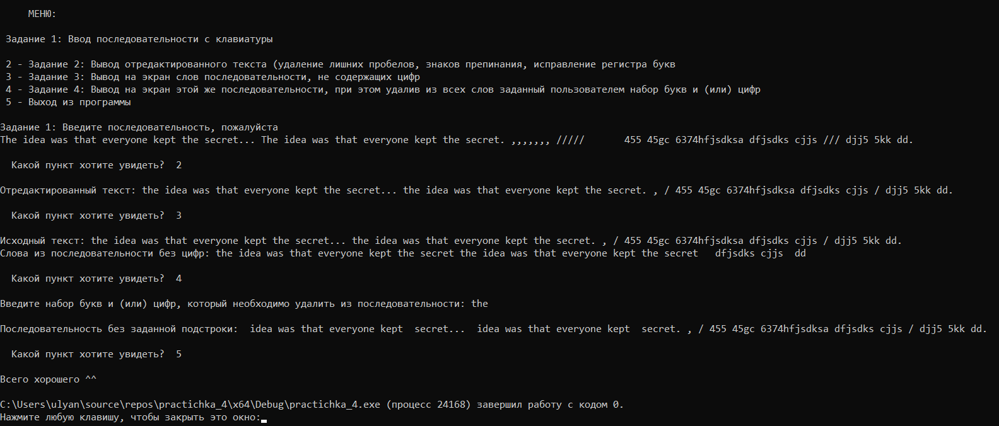 МЕНЮ:
Задание 1: Ввод последовательности с клавиатуры
2 - Задание 2: Вывод отредактированного текста (удаление лишних пробелов, знаков препинания, исправление регистра букв
3 - Задание 3: Вывод на экран слов последовательности, не содержащих цифр
4 - Задание 4: Вывод на экран этой же последовательности, при этом удалив из всех слов заданный пользователем набор букв и (или) цифр
5 - Выход из программы
Задание 1: Введите последовательность, пожалуйста
The idea was that everyone kept the secret... The idea was that everyone kept the secret. ,,,,,,, /////       455 45gc 6374hfjsdksa dfjsdks cjjs /// djj5 5kk dd.
Какой пункт хотите увидеть?  2
Отредактированный текст: the idea was that everyone kept the secret... the idea was that everyone kept the secret. , / 455 45gc 6374hfjsdksa dfjsdks cjjs / djj5 5kk dd.
Какой пункт хотите увидеть?  3
Исходный текст: the idea was that everyone kept the secret... the idea was that everyone kept the secret. , / 455 45gc 6374hfjsdksa dfjsdks cjjs / djj5 5kk dd.
Слова из последовательности без цифр: the idea was that everyone kept the secret the idea was that everyone kept the secret   dfjsdks cjjs  dd
Какой пункт хотите увидеть?  4
Введите набор букв и (или) цифр, который необходимо удалить из последовательности: the
Последовательность без заданной подстроки:  idea was that everyone kept  secret...  idea was that everyone kept  secret. , / 455 45gc 6374hfjsdksa dfjsdks cjjs / djj5 5kk dd.
Какой пункт хотите увидеть?  5
Всего хорошего ^^
C:\Users\ulyan\source\repos\practichka_4\x64\Debug\practichka_4.exe (процесс 24168) завершил работу с кодом 0.
Нажмите любую клавишу, чтобы закрыть это окно: